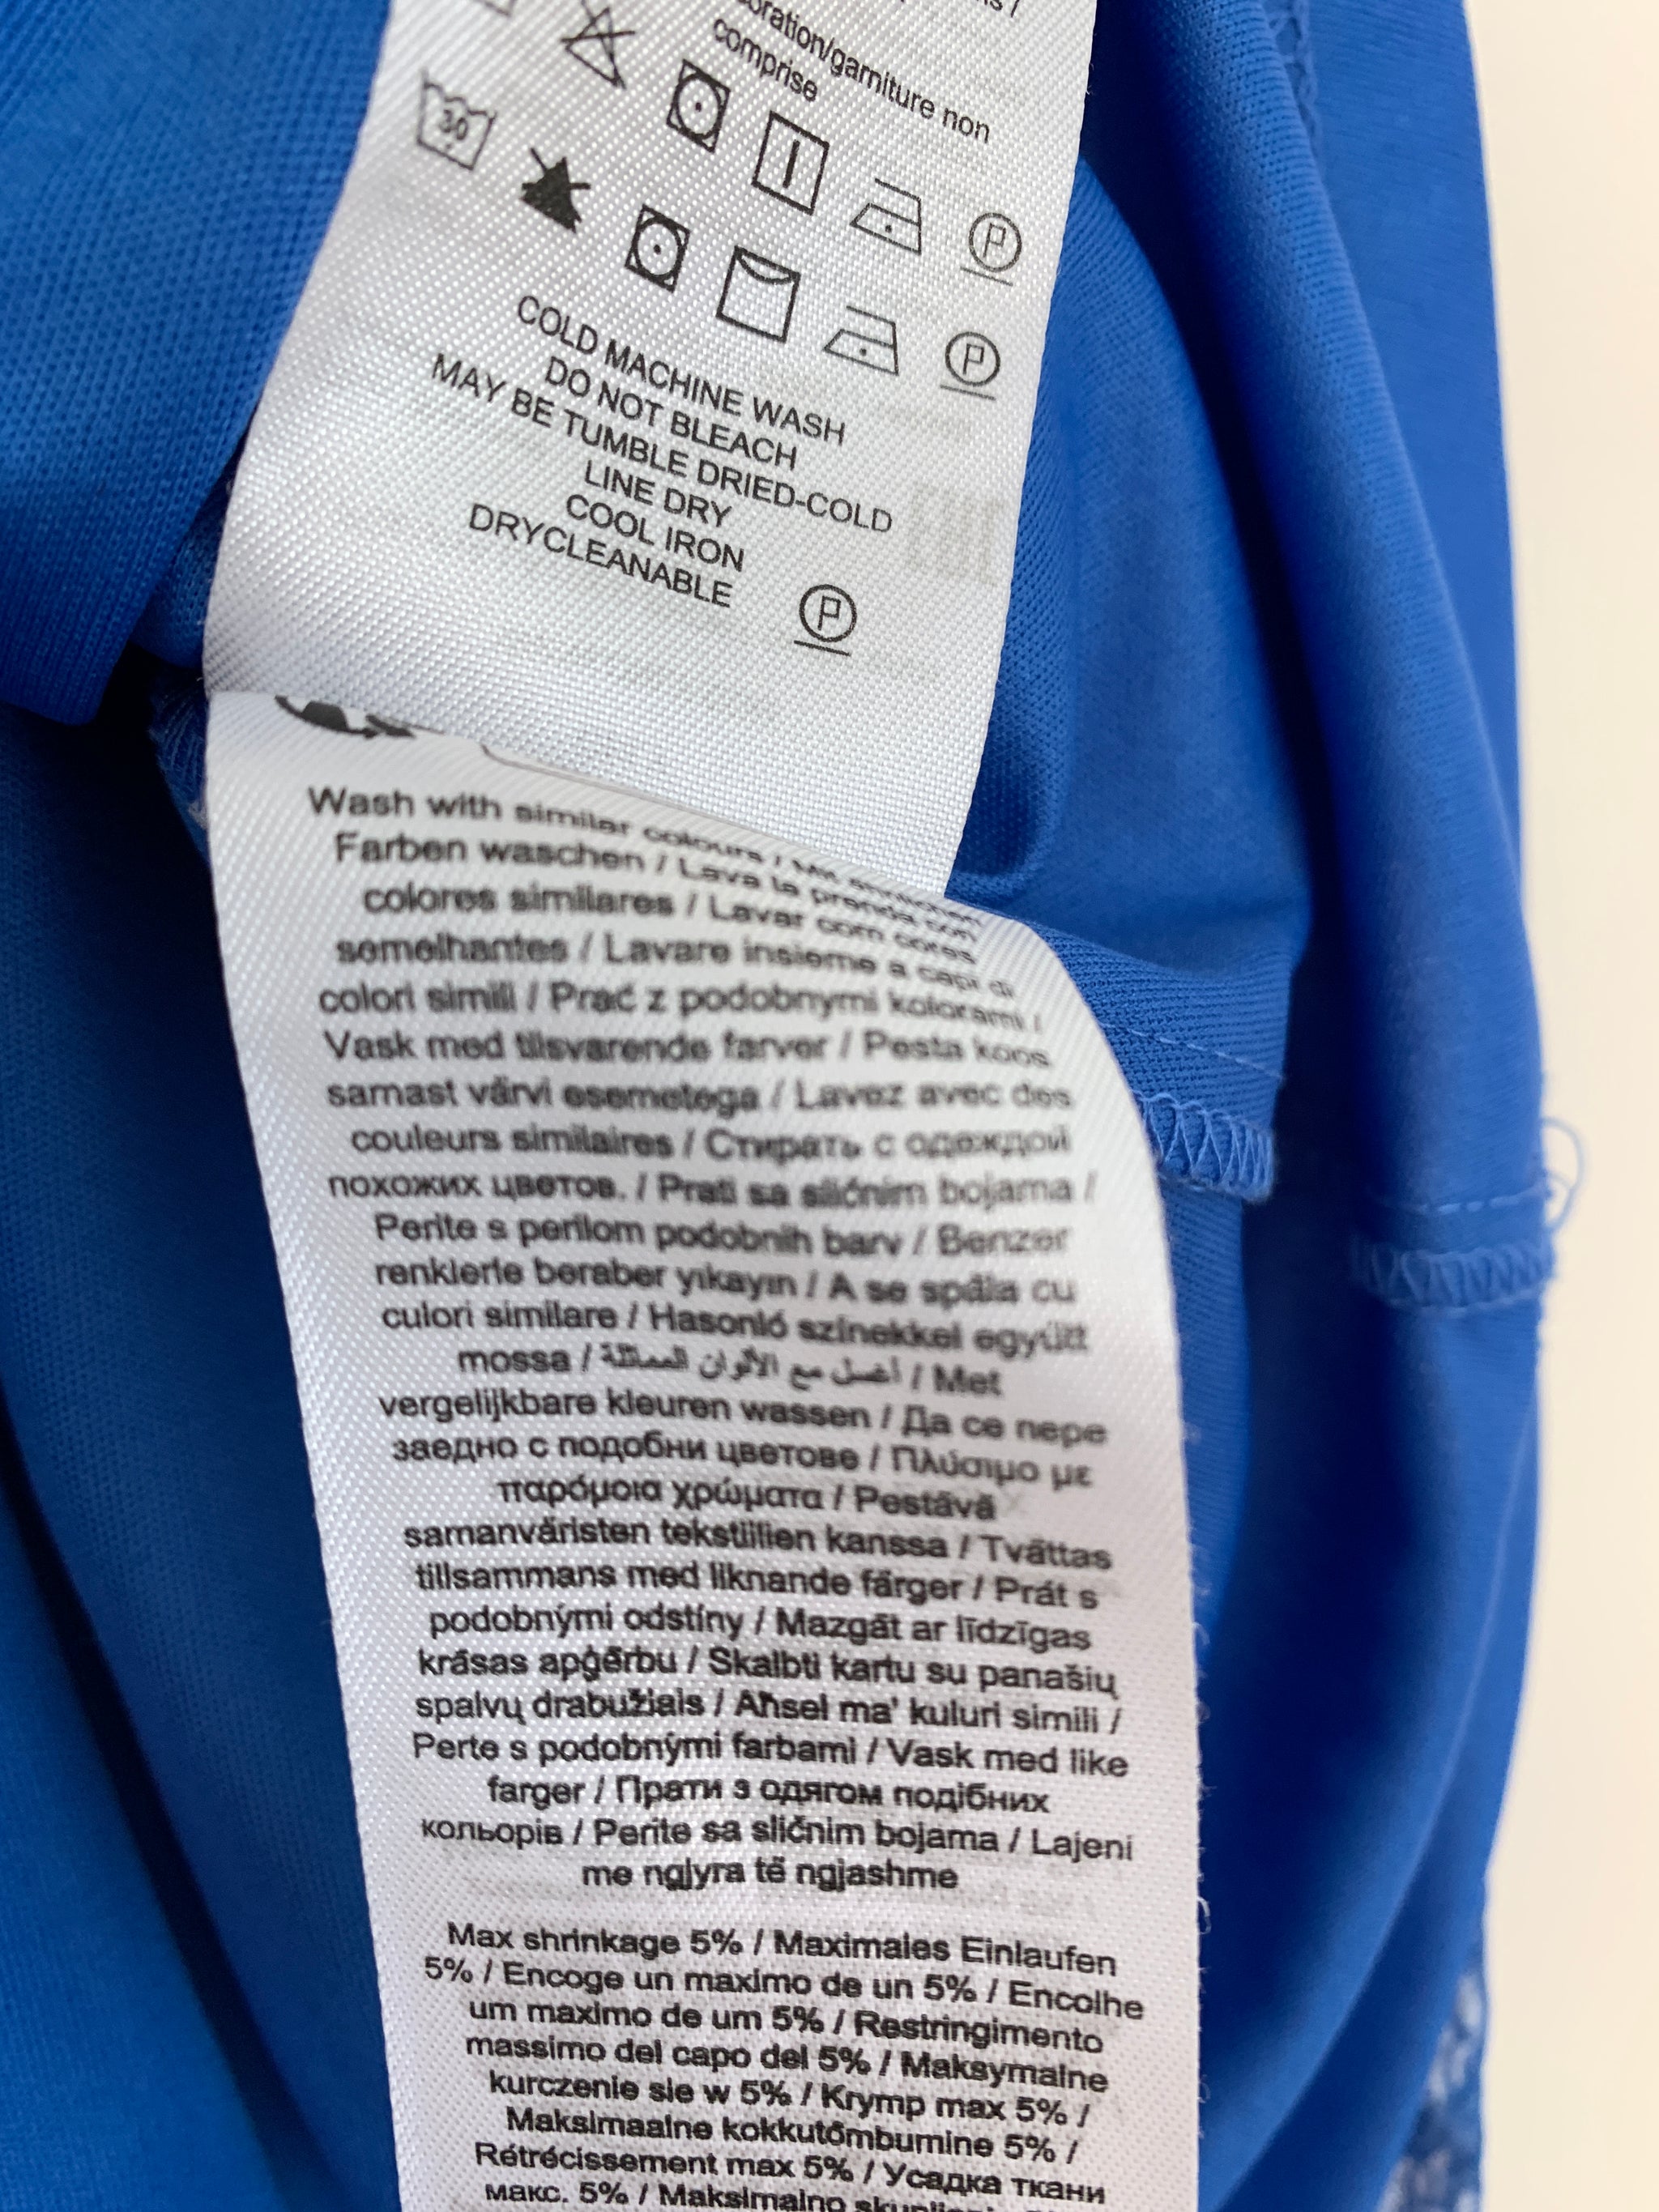 oration/garniture non
comprise
30
P
P
COLD MACHINE WASH
DO NOT BLEACH
MAY BE TUMBLE DRIED-COLD
LINE DRY
COOL IRON
DRYCLEANABLE
P
Wash with similar colours / Mit ähnlichen
Farben waschen / Lava la prenda con
colores similares / Lavar com cores
semelhantes / Lavare insieme a capi di
colori simili / Prać z podobnymi kolorami /
Vask med tilsvarende farver / Pesta koos
samast värvi esemetega / Lavez avec des
couleurs similaires / Стирать с одеждой
похожих цветов. / Prati sa sličnim bojama /
Perite s perilom podobnih barv / Benzer
renklerle beraber yıkayın / A se spăla cu
culori similare / Hasonló színekkel együtt
mossa / أغسل مع الألوان المماثلة / Met
vergelijkbare kleuren wassen / Да се пере
заедно с подобни цветове / Πλύσιμο με
παρόμοια χρώματα / Pestävä
samanväristen tekstiilien kanssa / Tvättas
tillsammans med liknande färger / Prát s
podobnými odstíny / Mazgāt ar līdzīgas
krāsas apģērbu / Skalbti kartu su panašių
spalvų drabužiais / Aħsel ma' kuluri simili /
Perte s podobnými farbami / Vask med like
farger / Прати з одягом подібних
кольорів / Perite sa sličnim bojama / Lajeni
me ngjyra të ngjashme
Max shrinkage 5% / Maximales Einlaufen
5% / Encoge un maximo de un 5% / Encolhe
um maximo de um 5% / Restringimento
massimo del capo del 5% / Maksymalne
kurczenie sie w 5% / Krymp max 5% /
Maksimaalne kokkutõmbumine 5% /
Rétrécissement max 5% / Усадка ткани
макс. 5% / Maksimalno